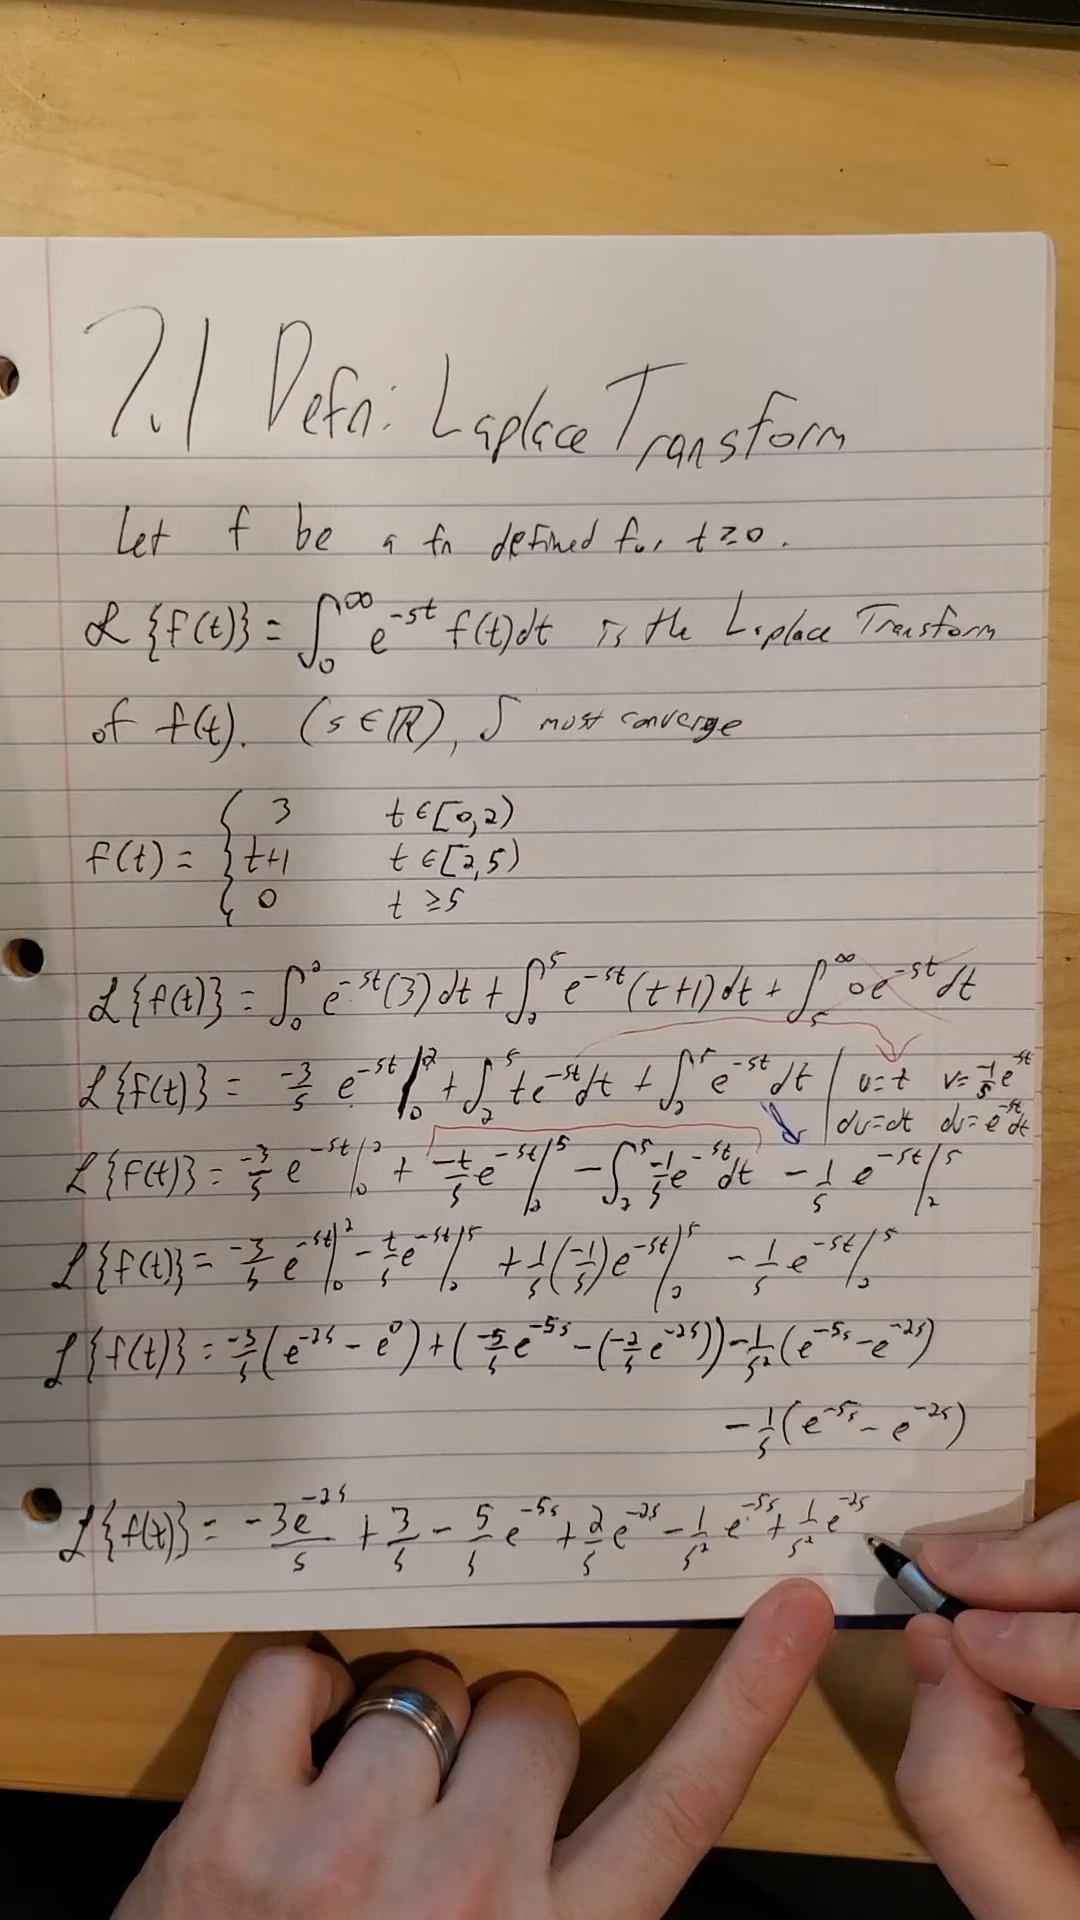 7.1 Defn: Laplace Transform
Let f be a fn defined for t≥0.
ℒ{f(t)} = ∫₀^∞ e^{-st} f(t)dt is the Laplace Transform
of f(t). (s∈ℝ), ∫ must converge
f(t) = { 3 t∈[0,2)
t+1 t∈[2,5)
0 t≥5
ℒ{f(t)} = ∫₀² e^{-st}(3)dt + ∫₂⁵ e^{-st}(t+1)dt + ∫₅^∞ 0e^{-st}dt
ℒ{f(t)} = -3/s e^{-st}|₀² + ∫₂⁵ te^{-st}dt + ∫₂⁵ e^{-st}dt | u=t v=-1/s e^{-st}
du=dt dv=e^{-st}dt
ℒ{f(t)} = -3/s e^{-st}|₀² + -t/s e^{-st}|₂⁵ - ∫₂⁵ -1/s e^{-st}dt - 1/s e^{-st}|₂⁵
ℒ{f(t)} = -3/s e^{-st}|₀² - t/s e^{-st}|₂⁵ + 1/s(-1/s)e^{-st}|₂⁵ - 1/s e^{-st}|₂⁵
ℒ{f(t)} = -3/s(e^{-2s} - e⁰) + (-5/s e^{-5s} - (-2/s e^{-2s})) - 1/s²(e^{-5s} - e^{-2s})
- 1/s(e^{-5s} - e^{-2s})
ℒ{f(t)} = -3e^{-2s}/s + 3/s - 5/s e^{-5s} + 2/s e^{-2s} - 1/s² e^{-5s} + 1/s² e^{-2s}